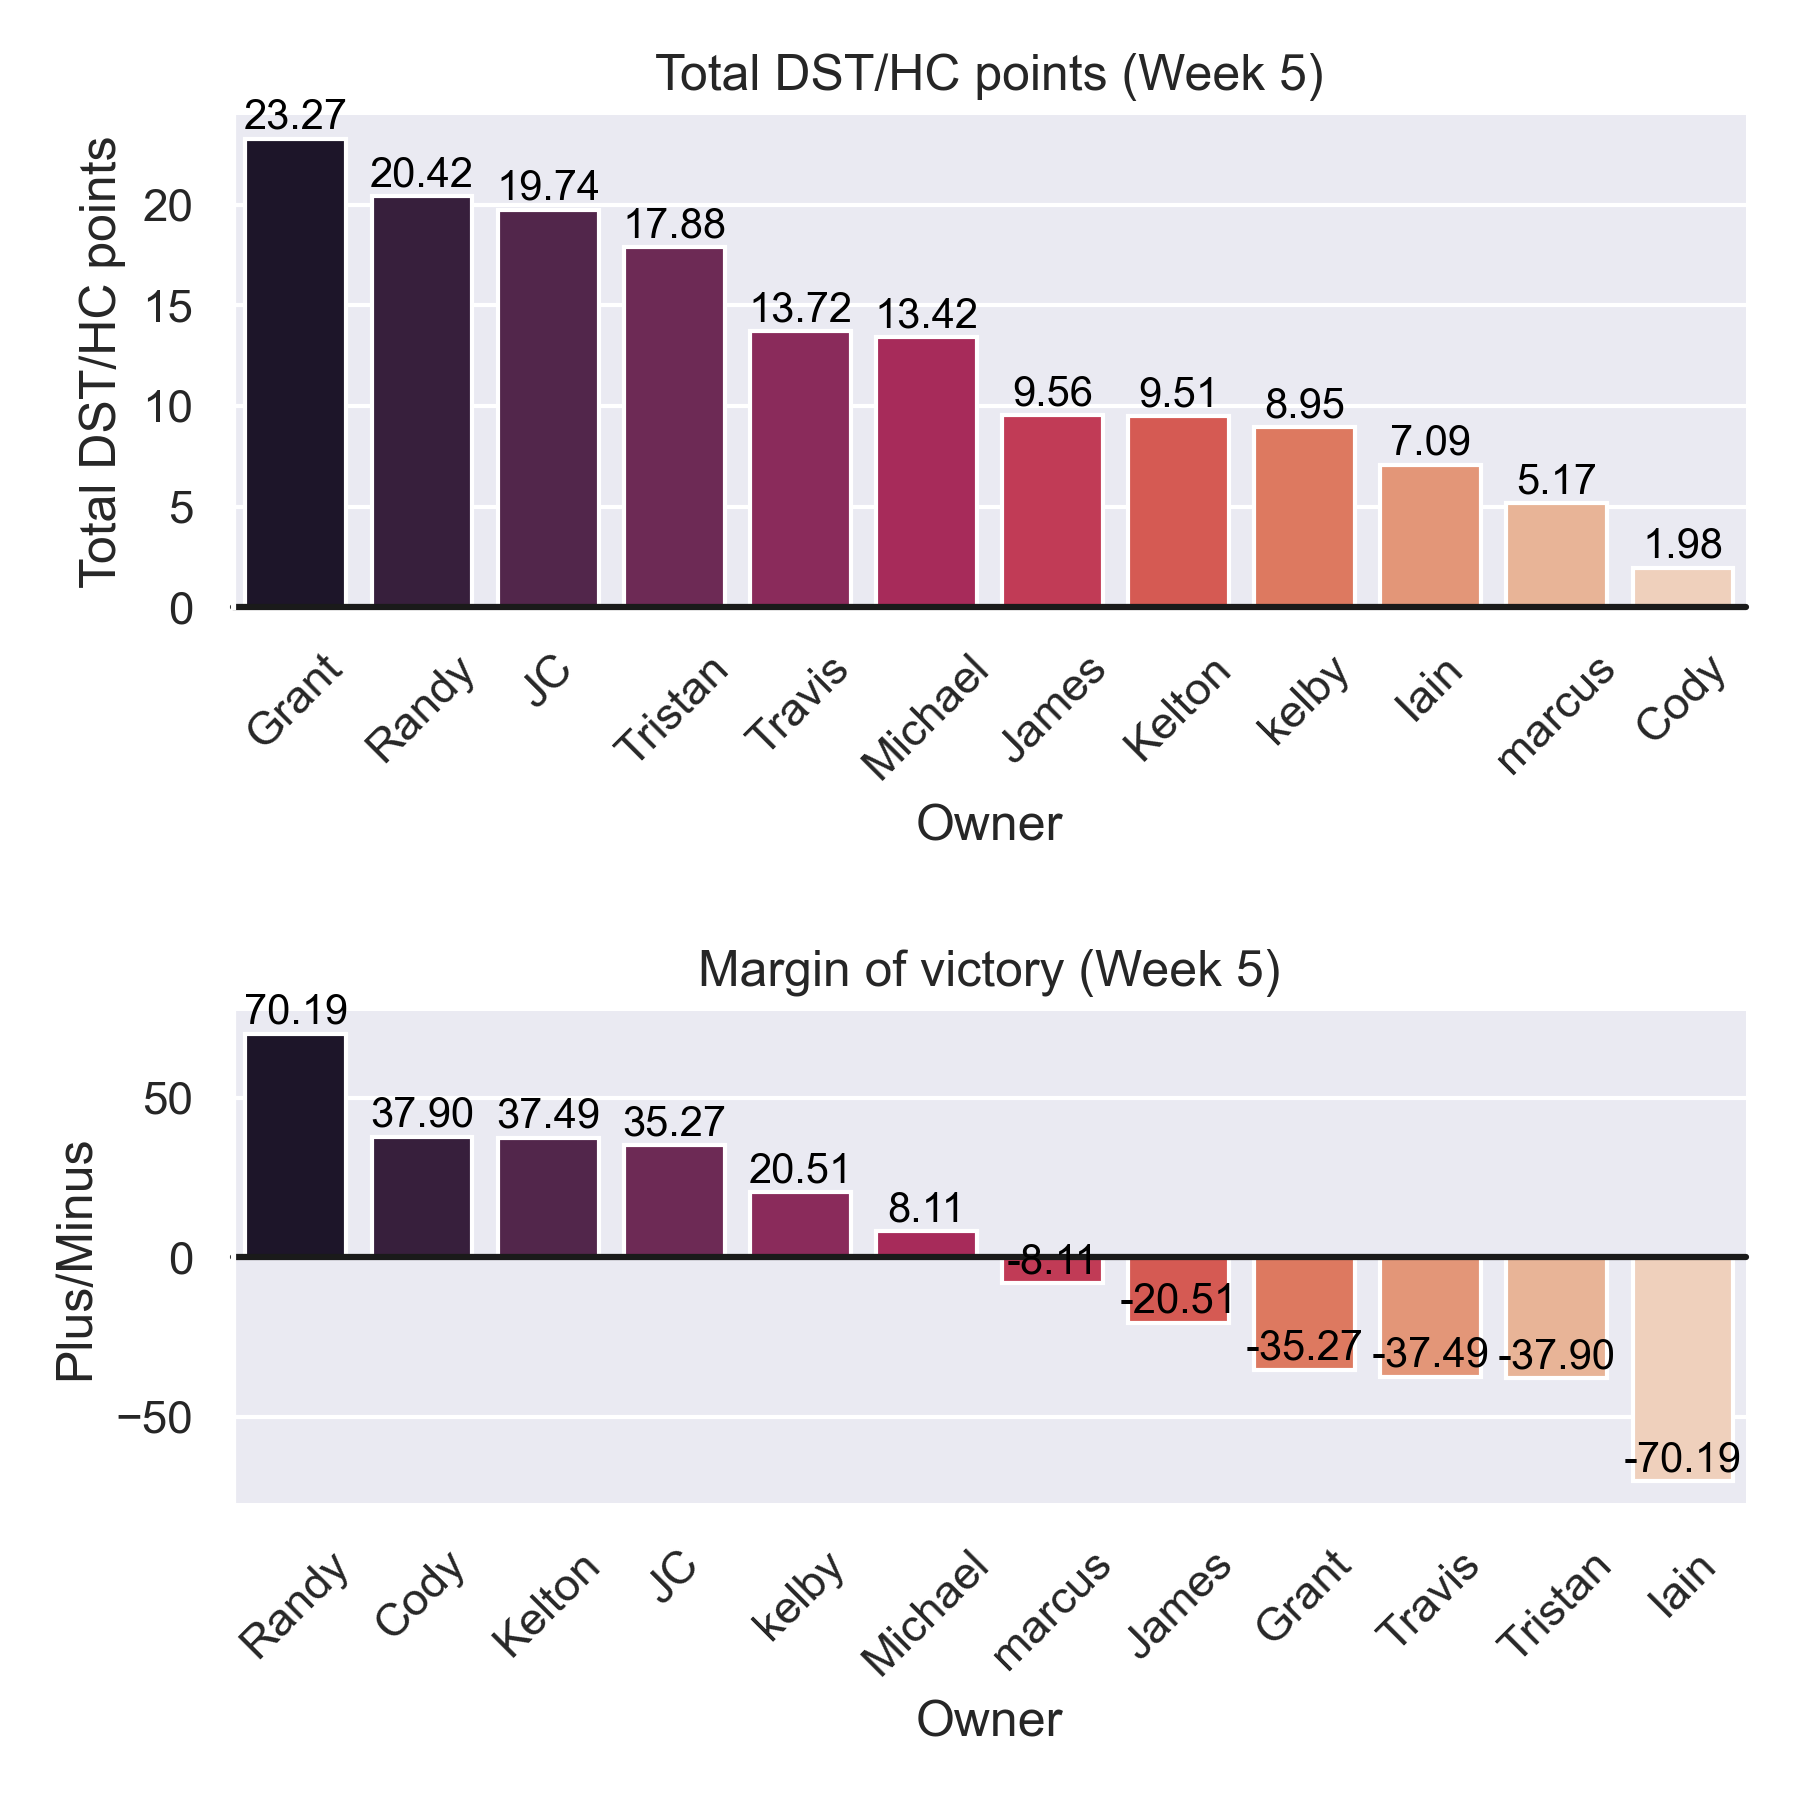 Total DST/HC points (Week 5)
23.27
20.42
19.74
17.88
13.72
13.42
9.56
9.51
8.95
7.09
5.17
1.98
Total DST/HC points
20
15
10
5
0
Grant
Randy
JC
Tristan
Travis
Michael
James
Kelton
kelby
Iain
marcus
Cody
Owner
Margin of victory (Week 5)
70.19
37.90
37.49
35.27
20.51
8.11
-8.11
-20.51
-35.27
-37.49
-37.90
-70.19
Plus/Minus
50
0
−50
Randy
Cody
Kelton
JC
kelby
Michael
marcus
James
Grant
Travis
Tristan
Iain
Owner